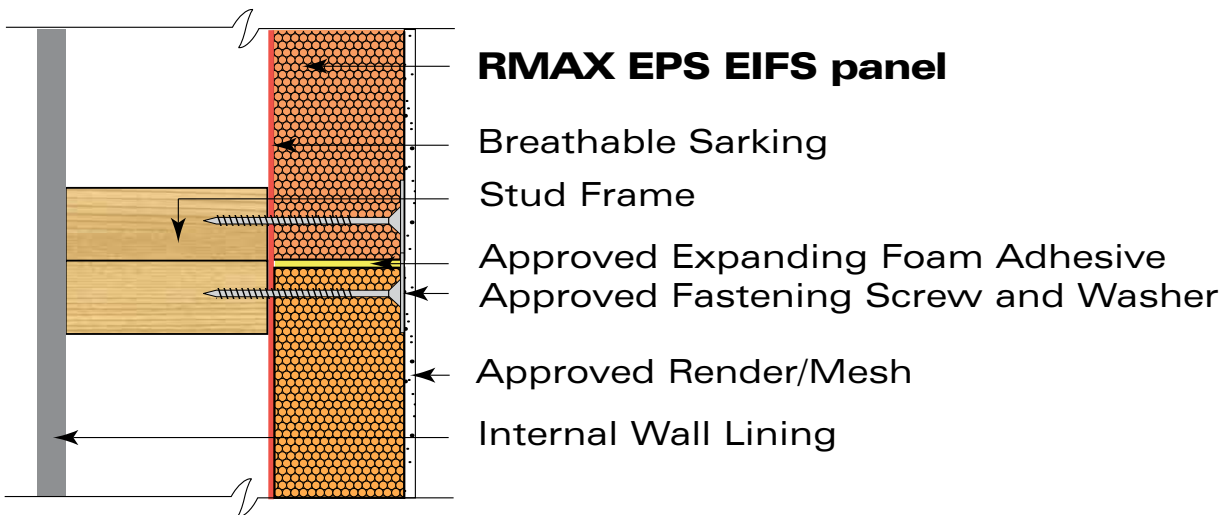 RMAX EPS EIFS panel
Breathable Sarking
Stud Frame
Approved Expanding Foam Adhesive
Approved Fastening Screw and Washer
Approved Render/Mesh
Internal Wall Lining